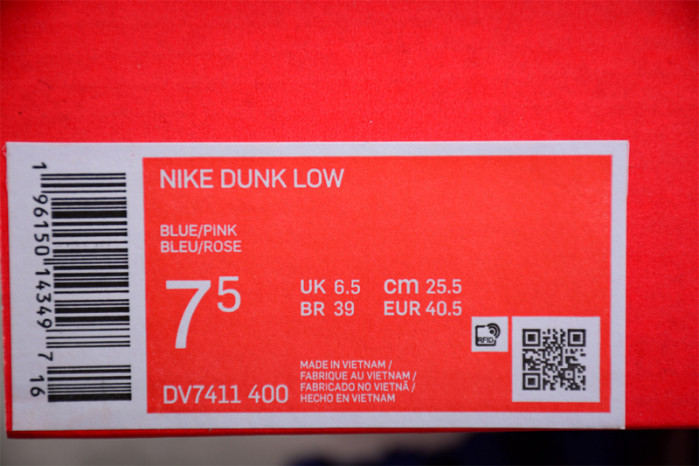 NIKE DUNK LOW
BLUE/PINK
BLEU/ROSE
7⁵
UK 6.5 cm 25.5
BR 39 EUR 40.5
RFID
DV7411 400
MADE IN VIETNAM /
FABRIQUE AU VIETNAM /
FABRICADO NO VIETNÃ /
HECHO EN VIETNAM
1 96150 14349 7 16